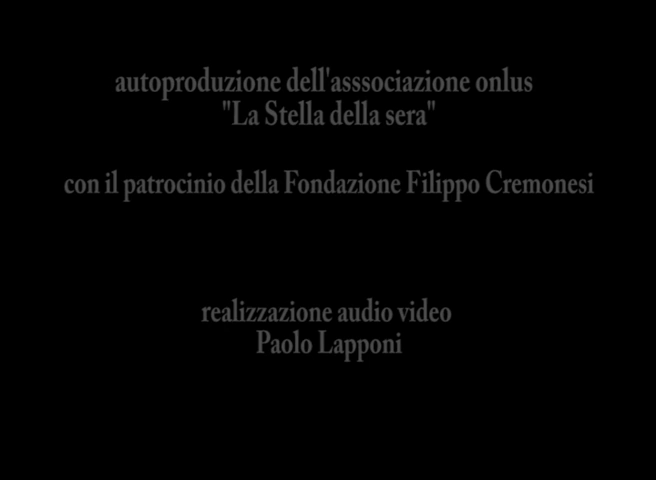 autoproduzione dell'asssociazione onlus
"La Stella della sera"
con il patrocinio della Fondazione Filippo Cremonesi
realizzazione audio video
Paolo Lapponi